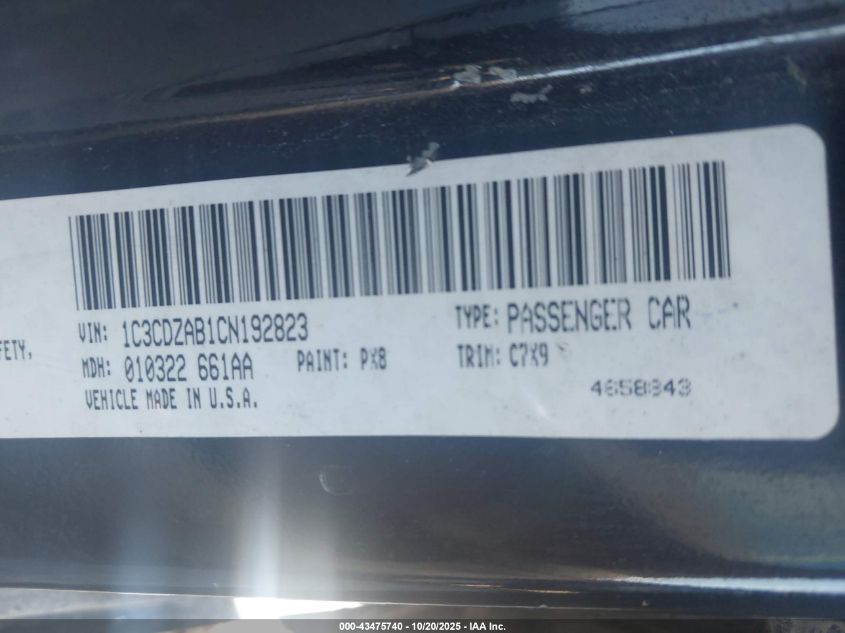 FETY,
VIN: 1C3CDZAB1CN192823
TYPE: PASSENGER CAR
MDH: 010322 661AA
PAINT: PX8
TRIM: C7X9
VEHICLE MADE IN U.S.A.
4658843
000-43475740 - 10/20/2025 - IAA Inc.